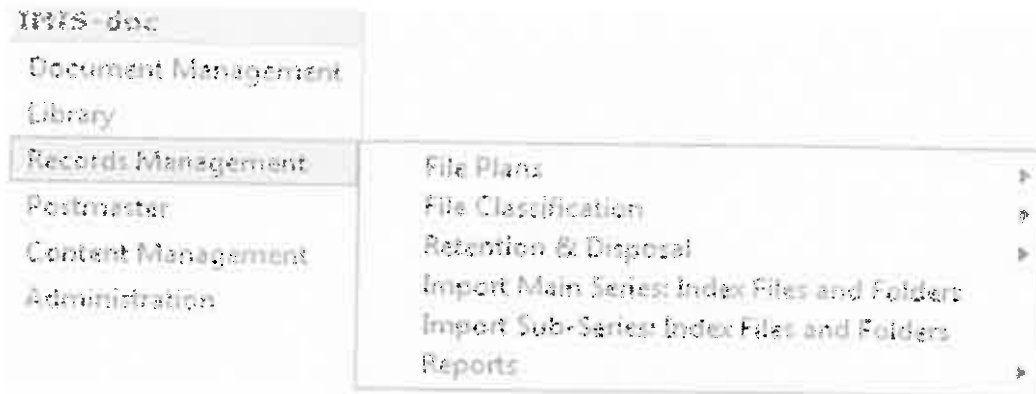 IMIS-doc
Document Management
Library
Records Management
Postmaster
Content Management
Administration
File Plans
File Classification
Retention & Disposal
Import Main Series: Index Files and Folders
Import Sub-Series: Index Files and Folders
Reports